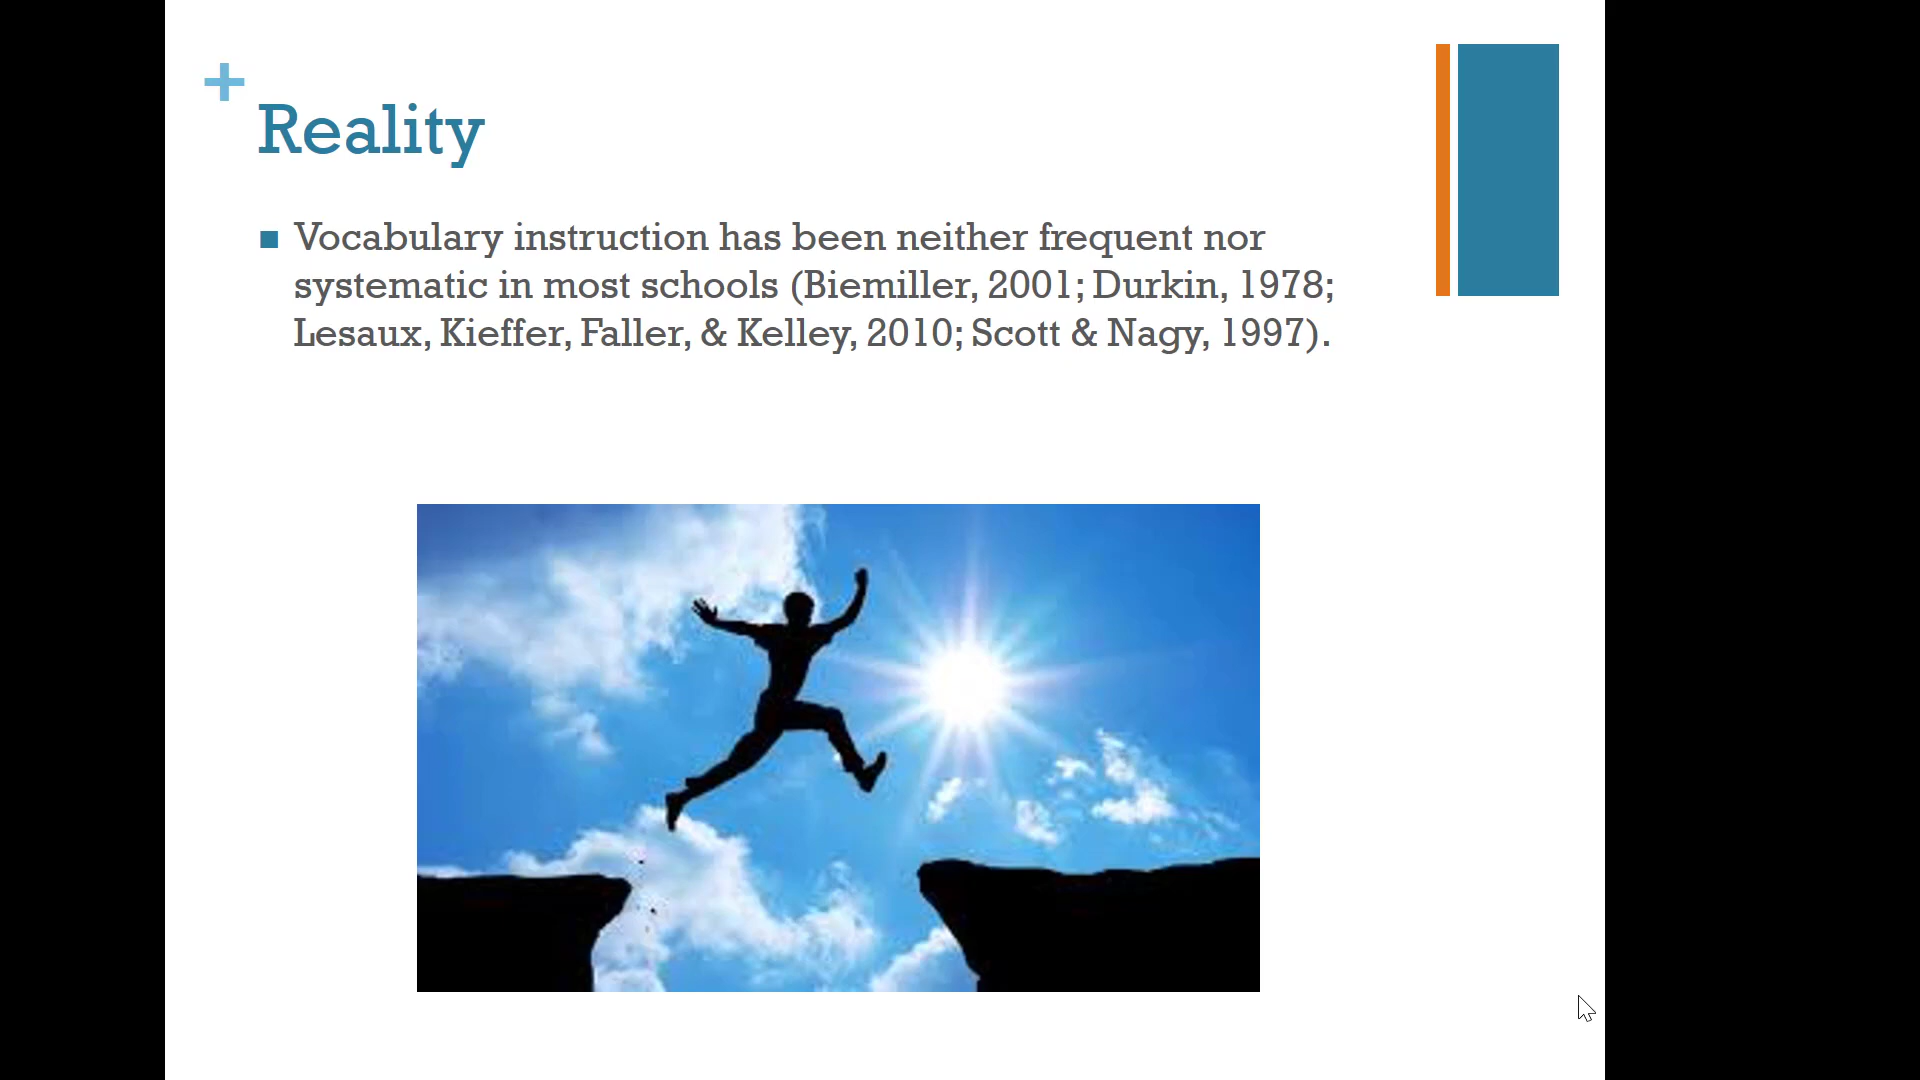 +
Reality
Vocabulary instruction has been neither frequent nor
systematic in most schools (Biemiller, 2001; Durkin, 1978;
Lesaux, Kieffer, Faller, & Kelley, 2010; Scott & Nagy, 1997).